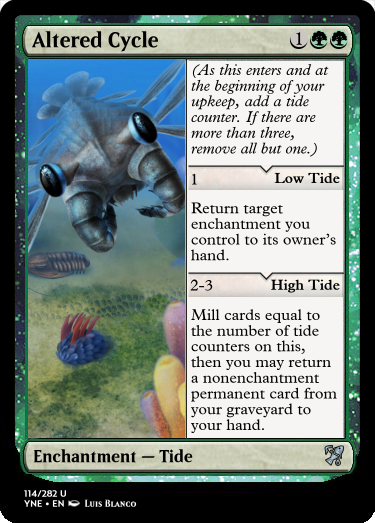 Altered Cycle 1
(As this enters and at
the beginning of your
upkeep, add a tide
counter. If there are
more than three,
remove all but one.)
1 Low Tide
Return target
enchantment you
control to its owner's
hand.
2-3 High Tide
Mill cards equal to
the number of tide
counters on this,
then you may return
a nonenchantment
permanent card from
your graveyard to
your hand.
Enchantment — Tide
114/282 U
YNE • EN Luis Blanco